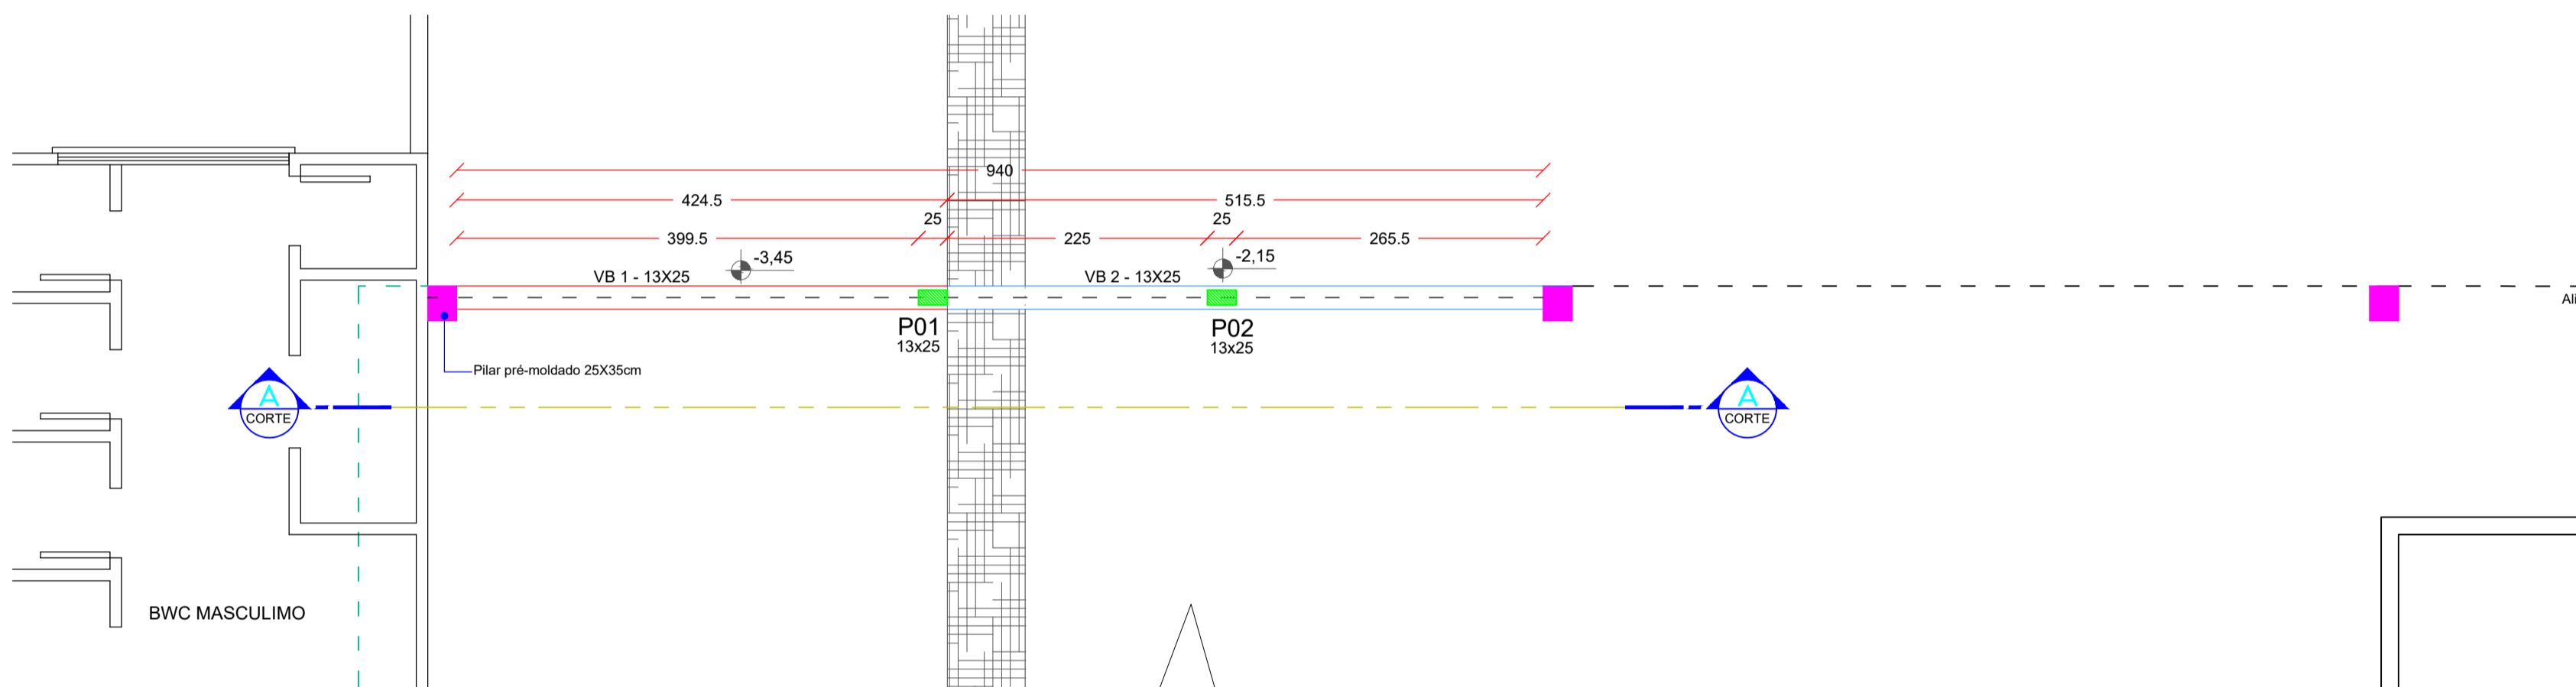 940
424.5
515.5
25
25
399.5
225
265.5
-3,45
-2,15
VB 1 - 13X25
VB 2 - 13X25
P01
13x25
P02
13x25
Pilar pré-moldado 25X35cm
A
CORTE
A
CORTE
BWC MASCULIMO